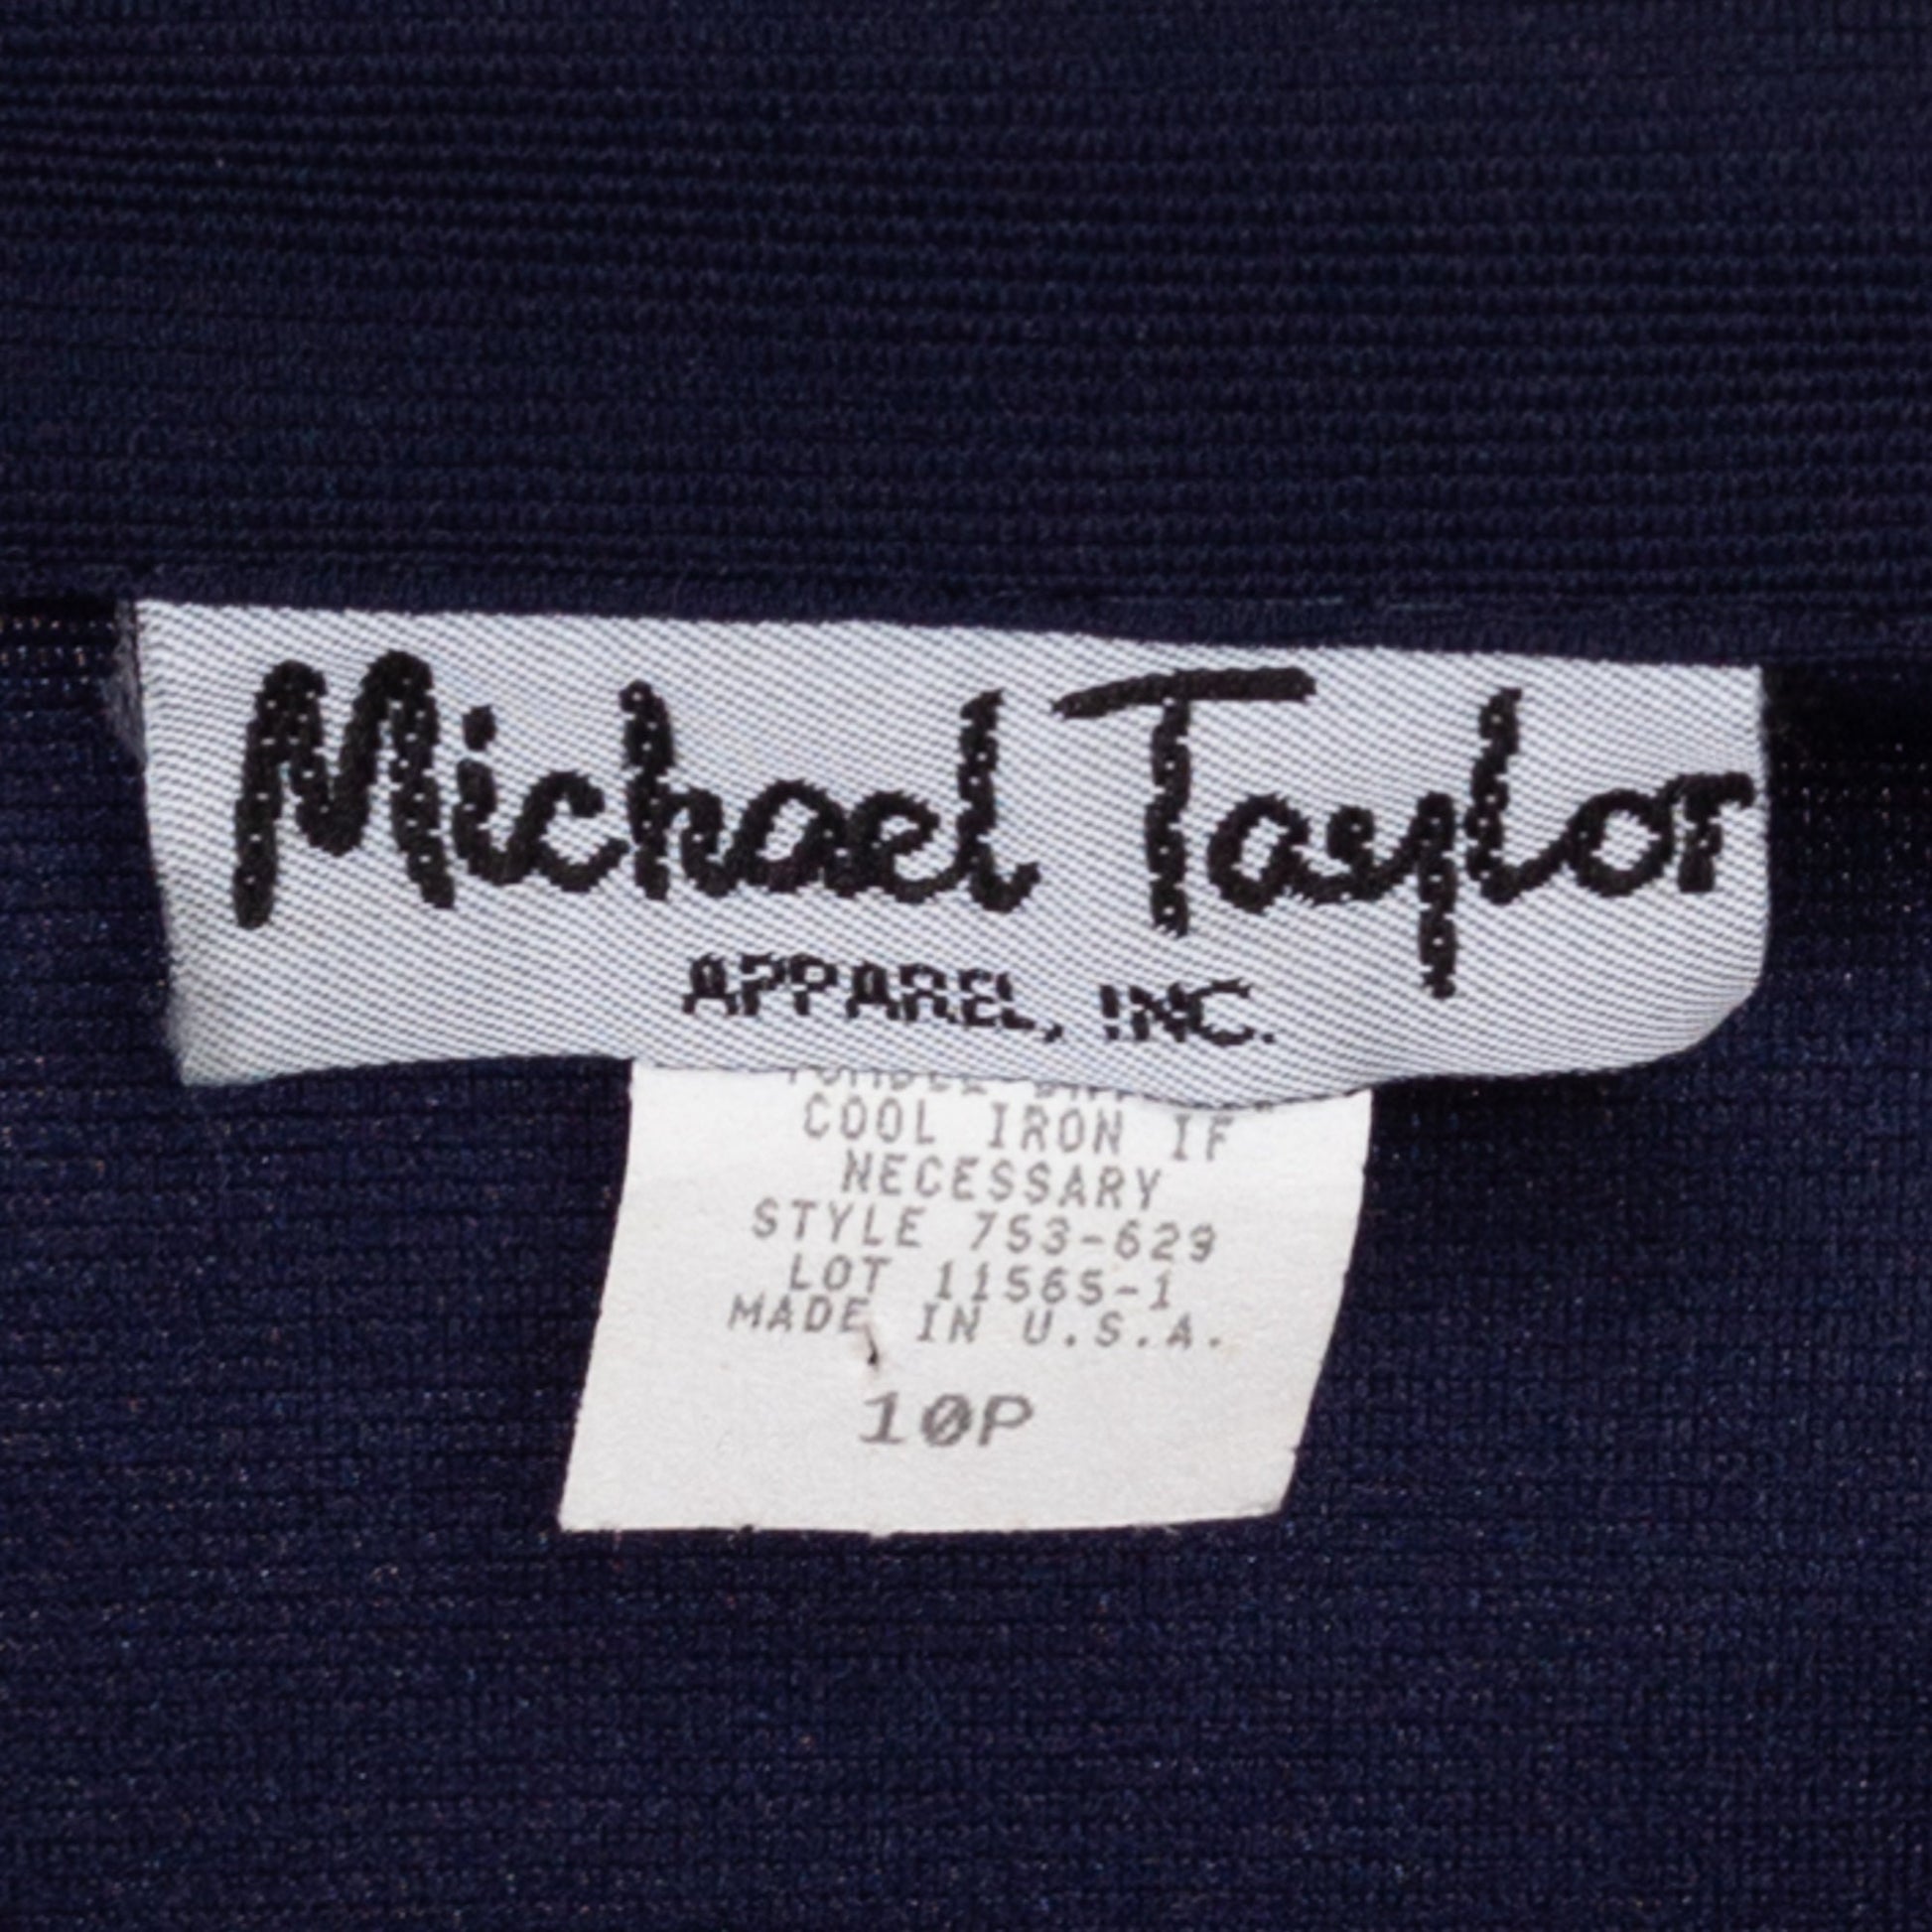 Michael Taylor
APPAREL, INC.
COOL IRON IF
NECESSARY
STYLE 753-629
LOT 11565-1
MADE IN U.S.A.
10P